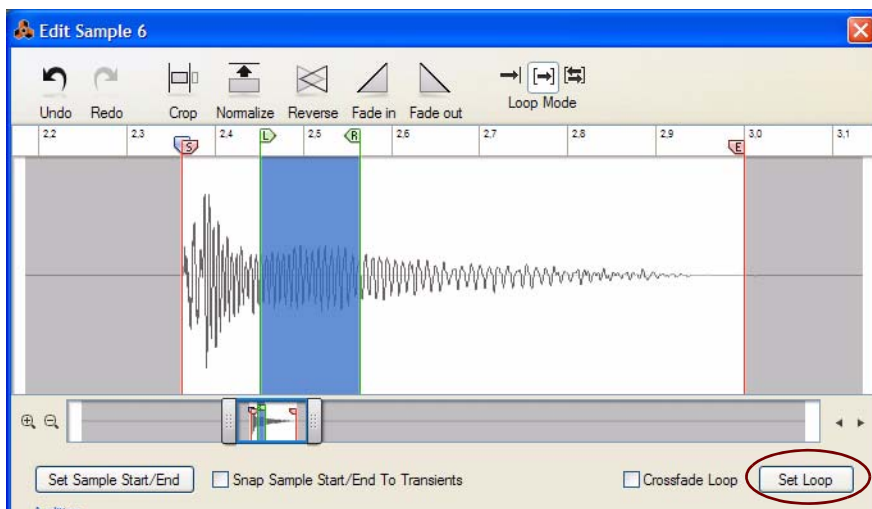 Edit Sample 6
Undo Redo Crop Normalize Reverse Fade in Fade out Loop Mode
2.2 2.3 2.4 2.5 2.6 2.7 2.8 2.9 3.0 3.1
S L R E
Set Sample Start/End Snap Sample Start/End To Transients Crossfade Loop Set Loop